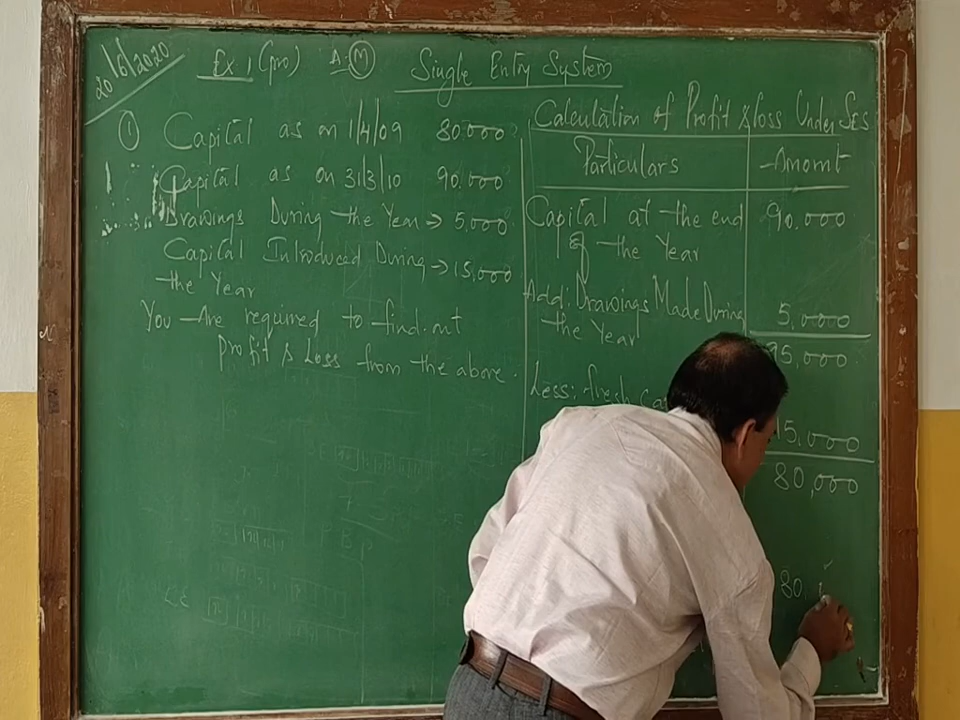 20/6/2020
Ex 1 (pro) A.M Single Entry System
① Capital as on 1/4/09 80.000
Capital as on 31/3/10 90.000
Drawings During the Year → 5,000
Capital Introduced During → 15,000
the Year
You Are required to find out
Profit & Loss from the above.
Calculation of Profit & loss Under SES
Particulars Amount
Capital at the end 90.000
of the Year
Add: Drawings Made During 5,000
the Year
95,000
Less: fresh Ca
15,000
80,000
80.